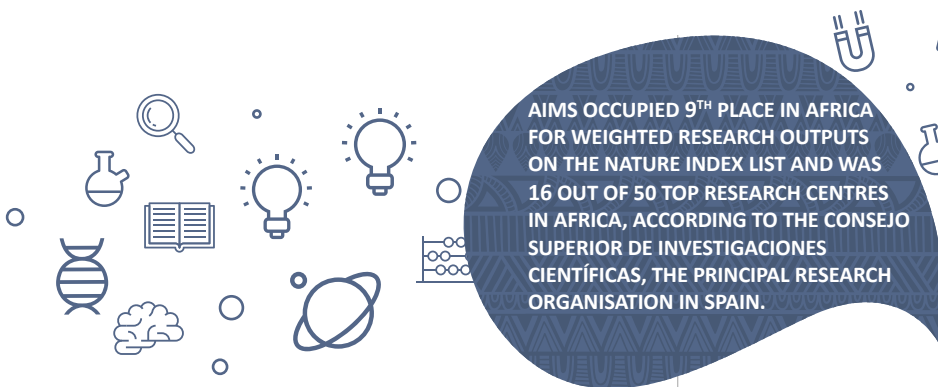 AIMS OCCUPIED 9TH PLACE IN AFRICA
FOR WEIGHTED RESEARCH OUTPUTS
ON THE NATURE INDEX LIST AND WAS
16 OUT OF 50 TOP RESEARCH CENTRES
IN AFRICA, ACCORDING TO THE CONSEJO
SUPERIOR DE INVESTIGACIONES
CIENTÍFICAS, THE PRINCIPAL RESEARCH
ORGANISATION IN SPAIN.